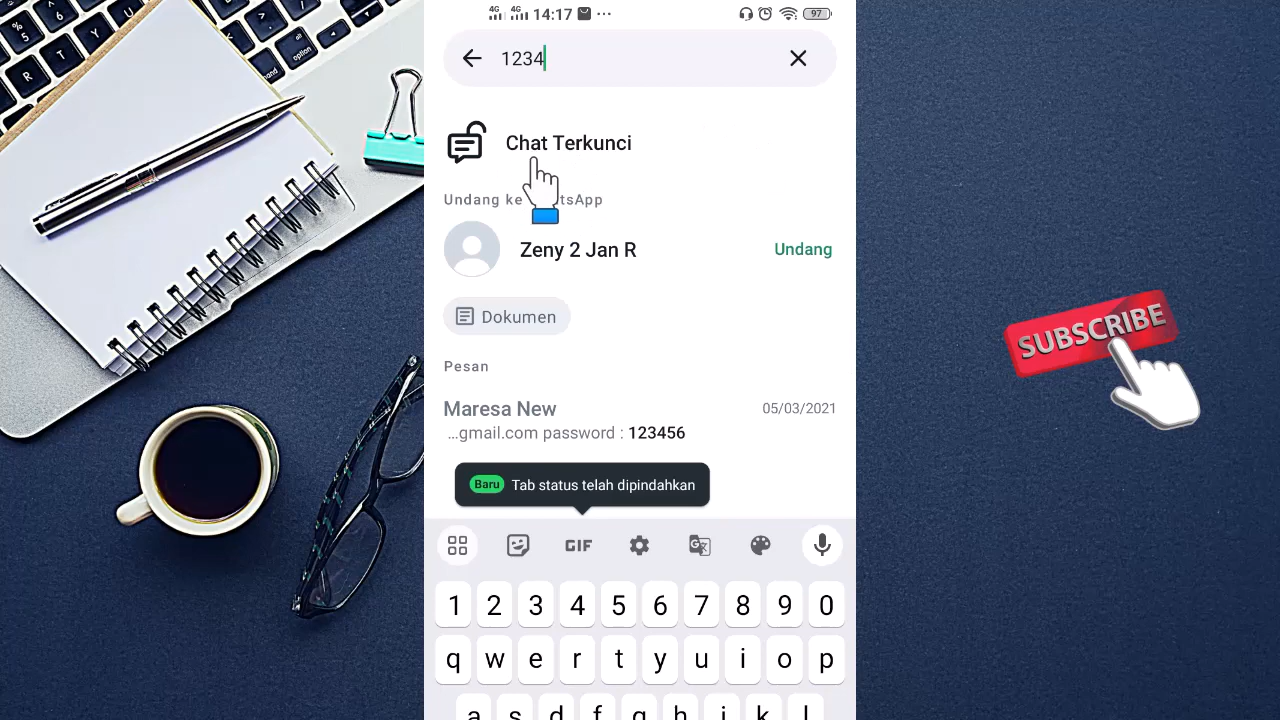 4G 4G 14:17 ... 97
1234
Chat Terkunci
Undang ke tsApp
Zeny 2 Jan R Undang
Dokumen
Pesan
Maresa New 05/03/2021
...gmail.com password : 123456
Baru Tab status telah dipindahkan
GIF
1 2 3 4 5 6 7 8 9 0
q w e r t y u i o p
a s d f g h j k l
SUBSCRIBE